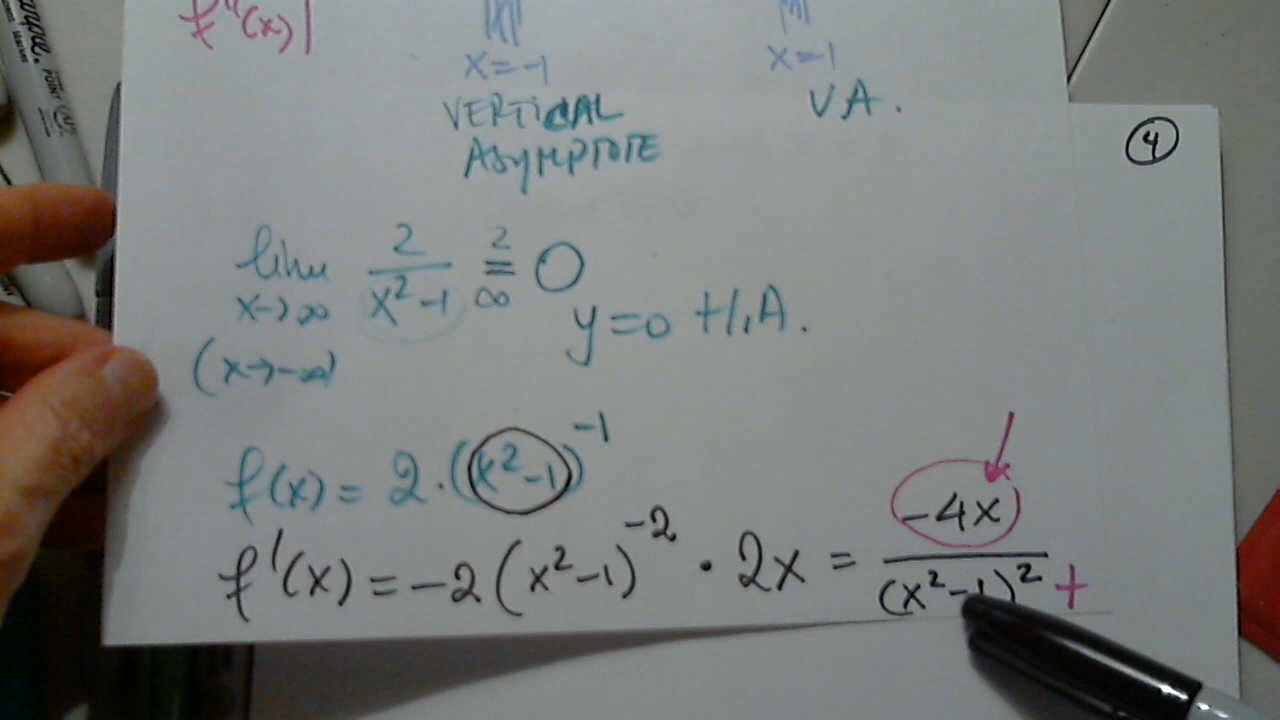 f''(x)
x=-1
x=1
VERTICAL
ASYMPTOTE
V A.
4
lim 2/(x²-1) = 2/∞ = 0
x→∞
y=0 H.A.
(x→-∞)
f(x) = 2·(x²-1)⁻¹
f'(x) = -2(x²-1)⁻²·2x = -4x/(x²-1)² +